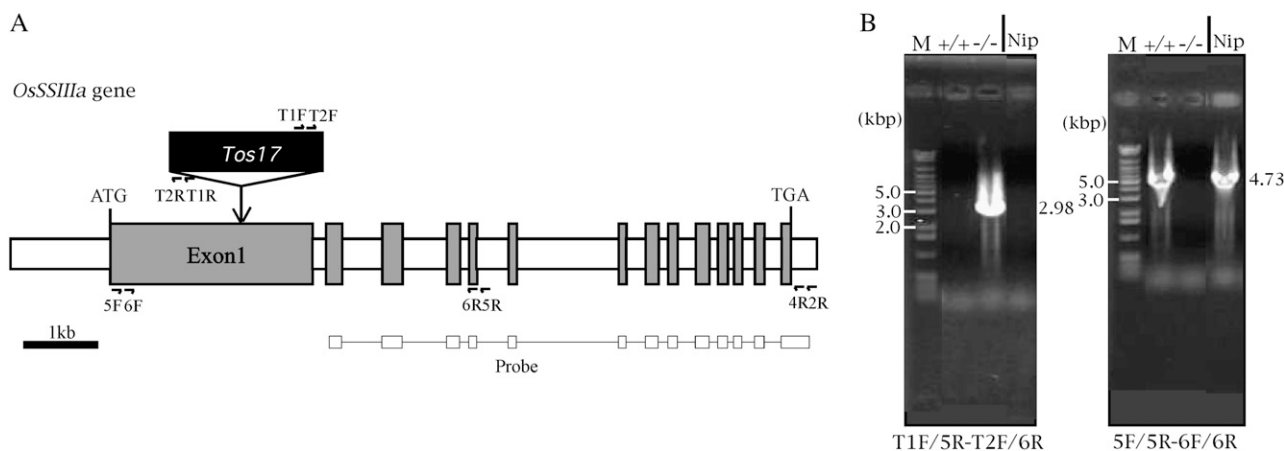 A
OsSSIIIa gene
T1F T2F
Tos17
T2R T1R
ATG
TGA
Exon1
5F 6F
6R 5R
4R 2R
1kb
Probe
B
M +/+ -/- Nip
(kbp)
5.0
3.0
2.0
2.98
T1F/5R-T2F/6R
M +/+ -/- Nip
(kbp)
5.0
3.0
4.73
5F/5R-6F/6R